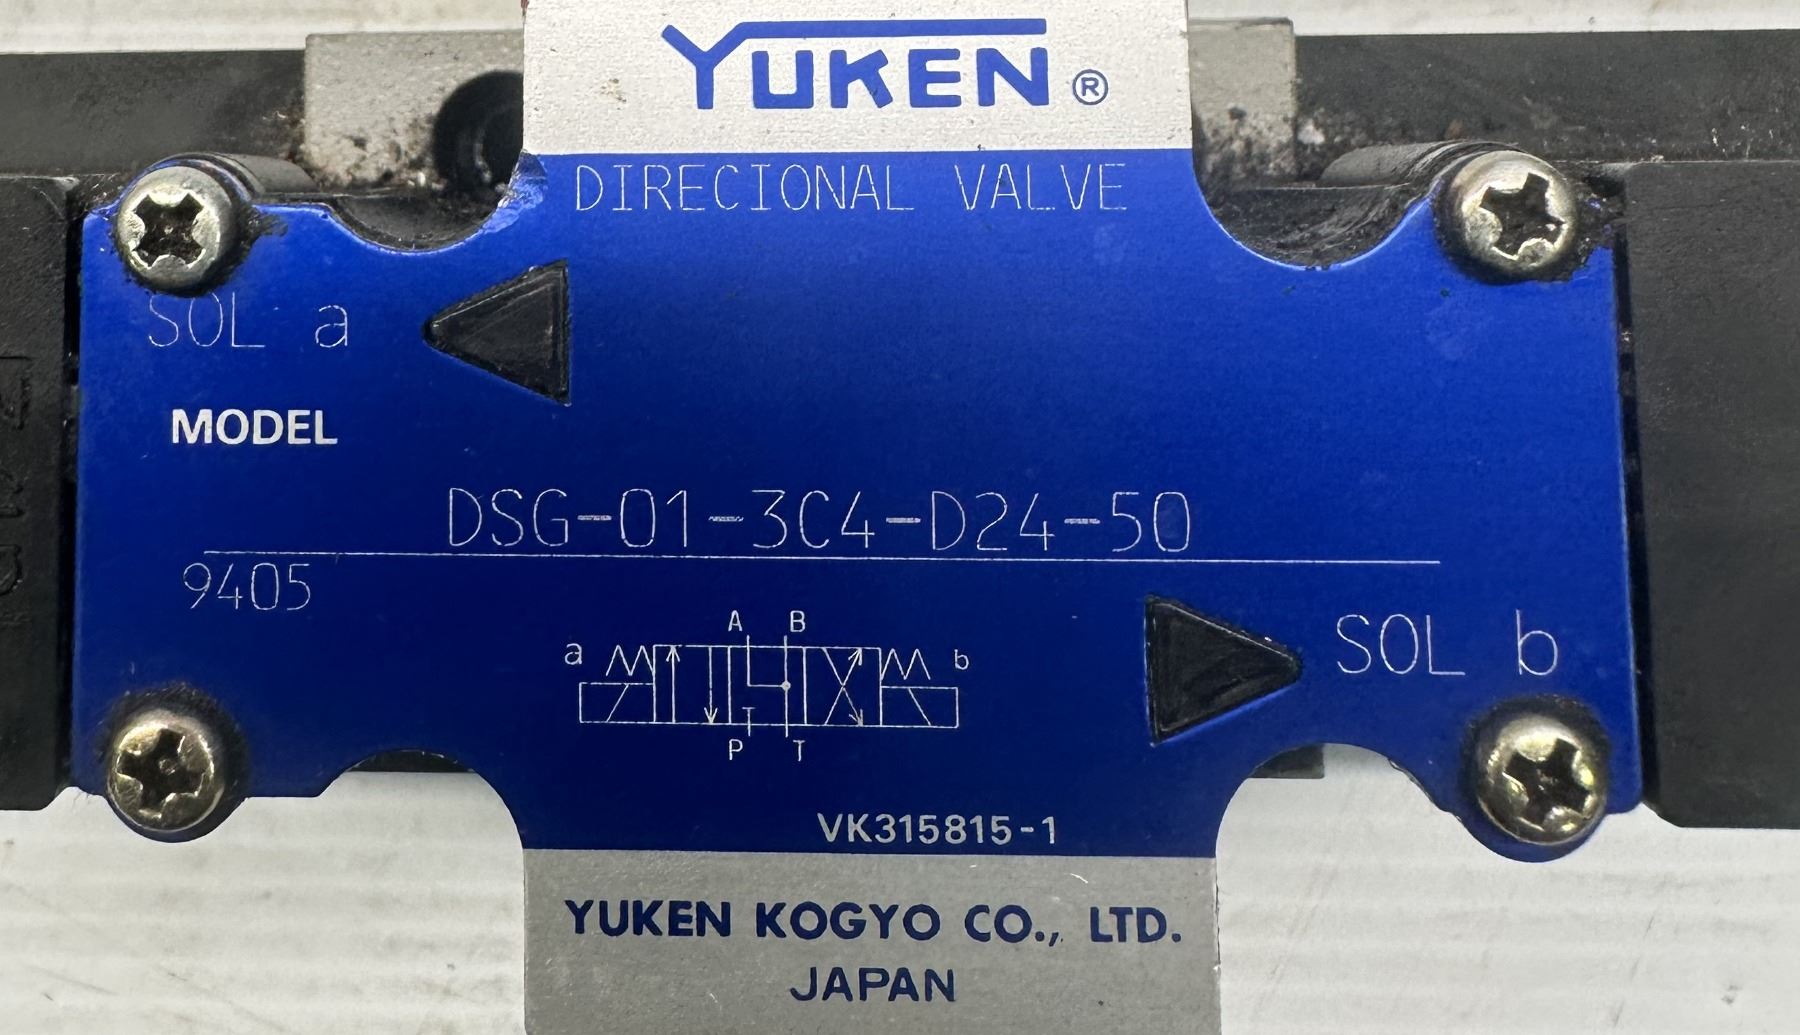 YUKEN®
DIRECIONAL VALVE
SOL a
MODEL
DSG-01-3C4-D24-50
9405
A B
a b
SOL b
P T
VK315815-1
YUKEN KOGYO CO., LTD.
JAPAN